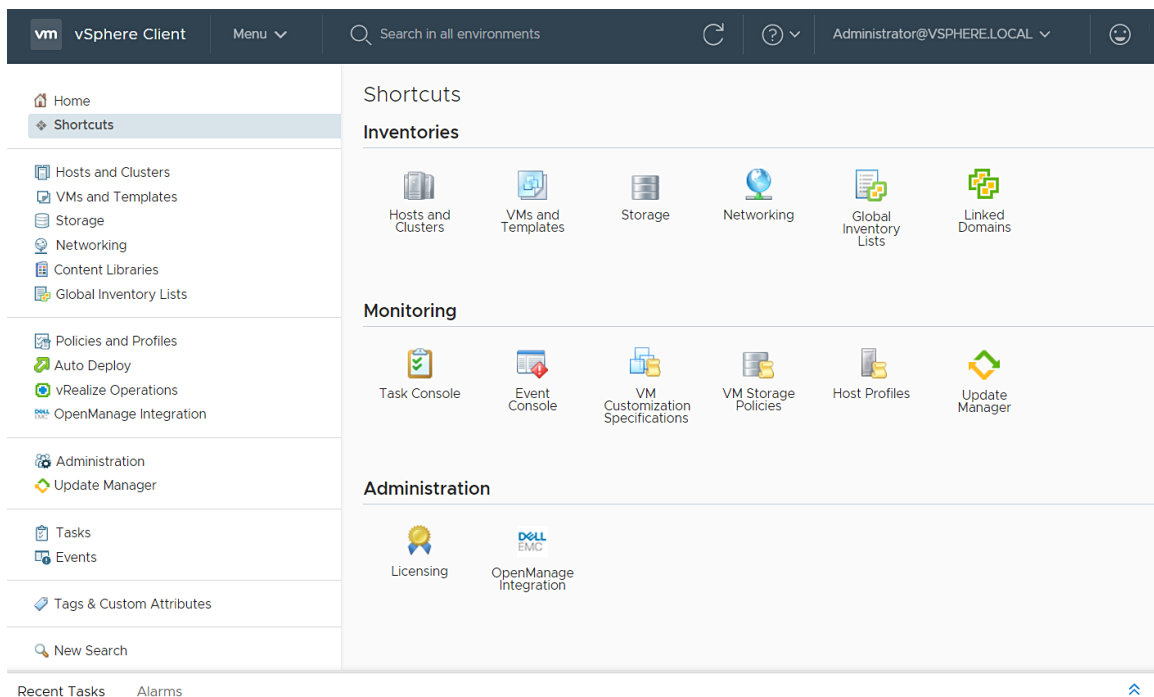 vm vSphere Client Menu Search in all environments ? Administrator@VSPHERE.LOCAL
Home
Shortcuts
Hosts and Clusters
VMs and Templates
Storage
Networking
Content Libraries
Global Inventory Lists
Policies and Profiles
Auto Deploy
vRealize Operations
DELL EMC OpenManage Integration
Administration
Update Manager
Tasks
Events
Tags & Custom Attributes
New Search
Shortcuts
Inventories
Hosts and
Clusters
VMs and
Templates
Storage
Networking
Global
Inventory
Lists
Linked
Domains
Monitoring
Task Console
Event
Console
VM
Customization
Specifications
VM Storage
Policies
Host Profiles
Update
Manager
Administration
Licensing
DELL
EMC
OpenManage
Integration
Recent Tasks Alarms